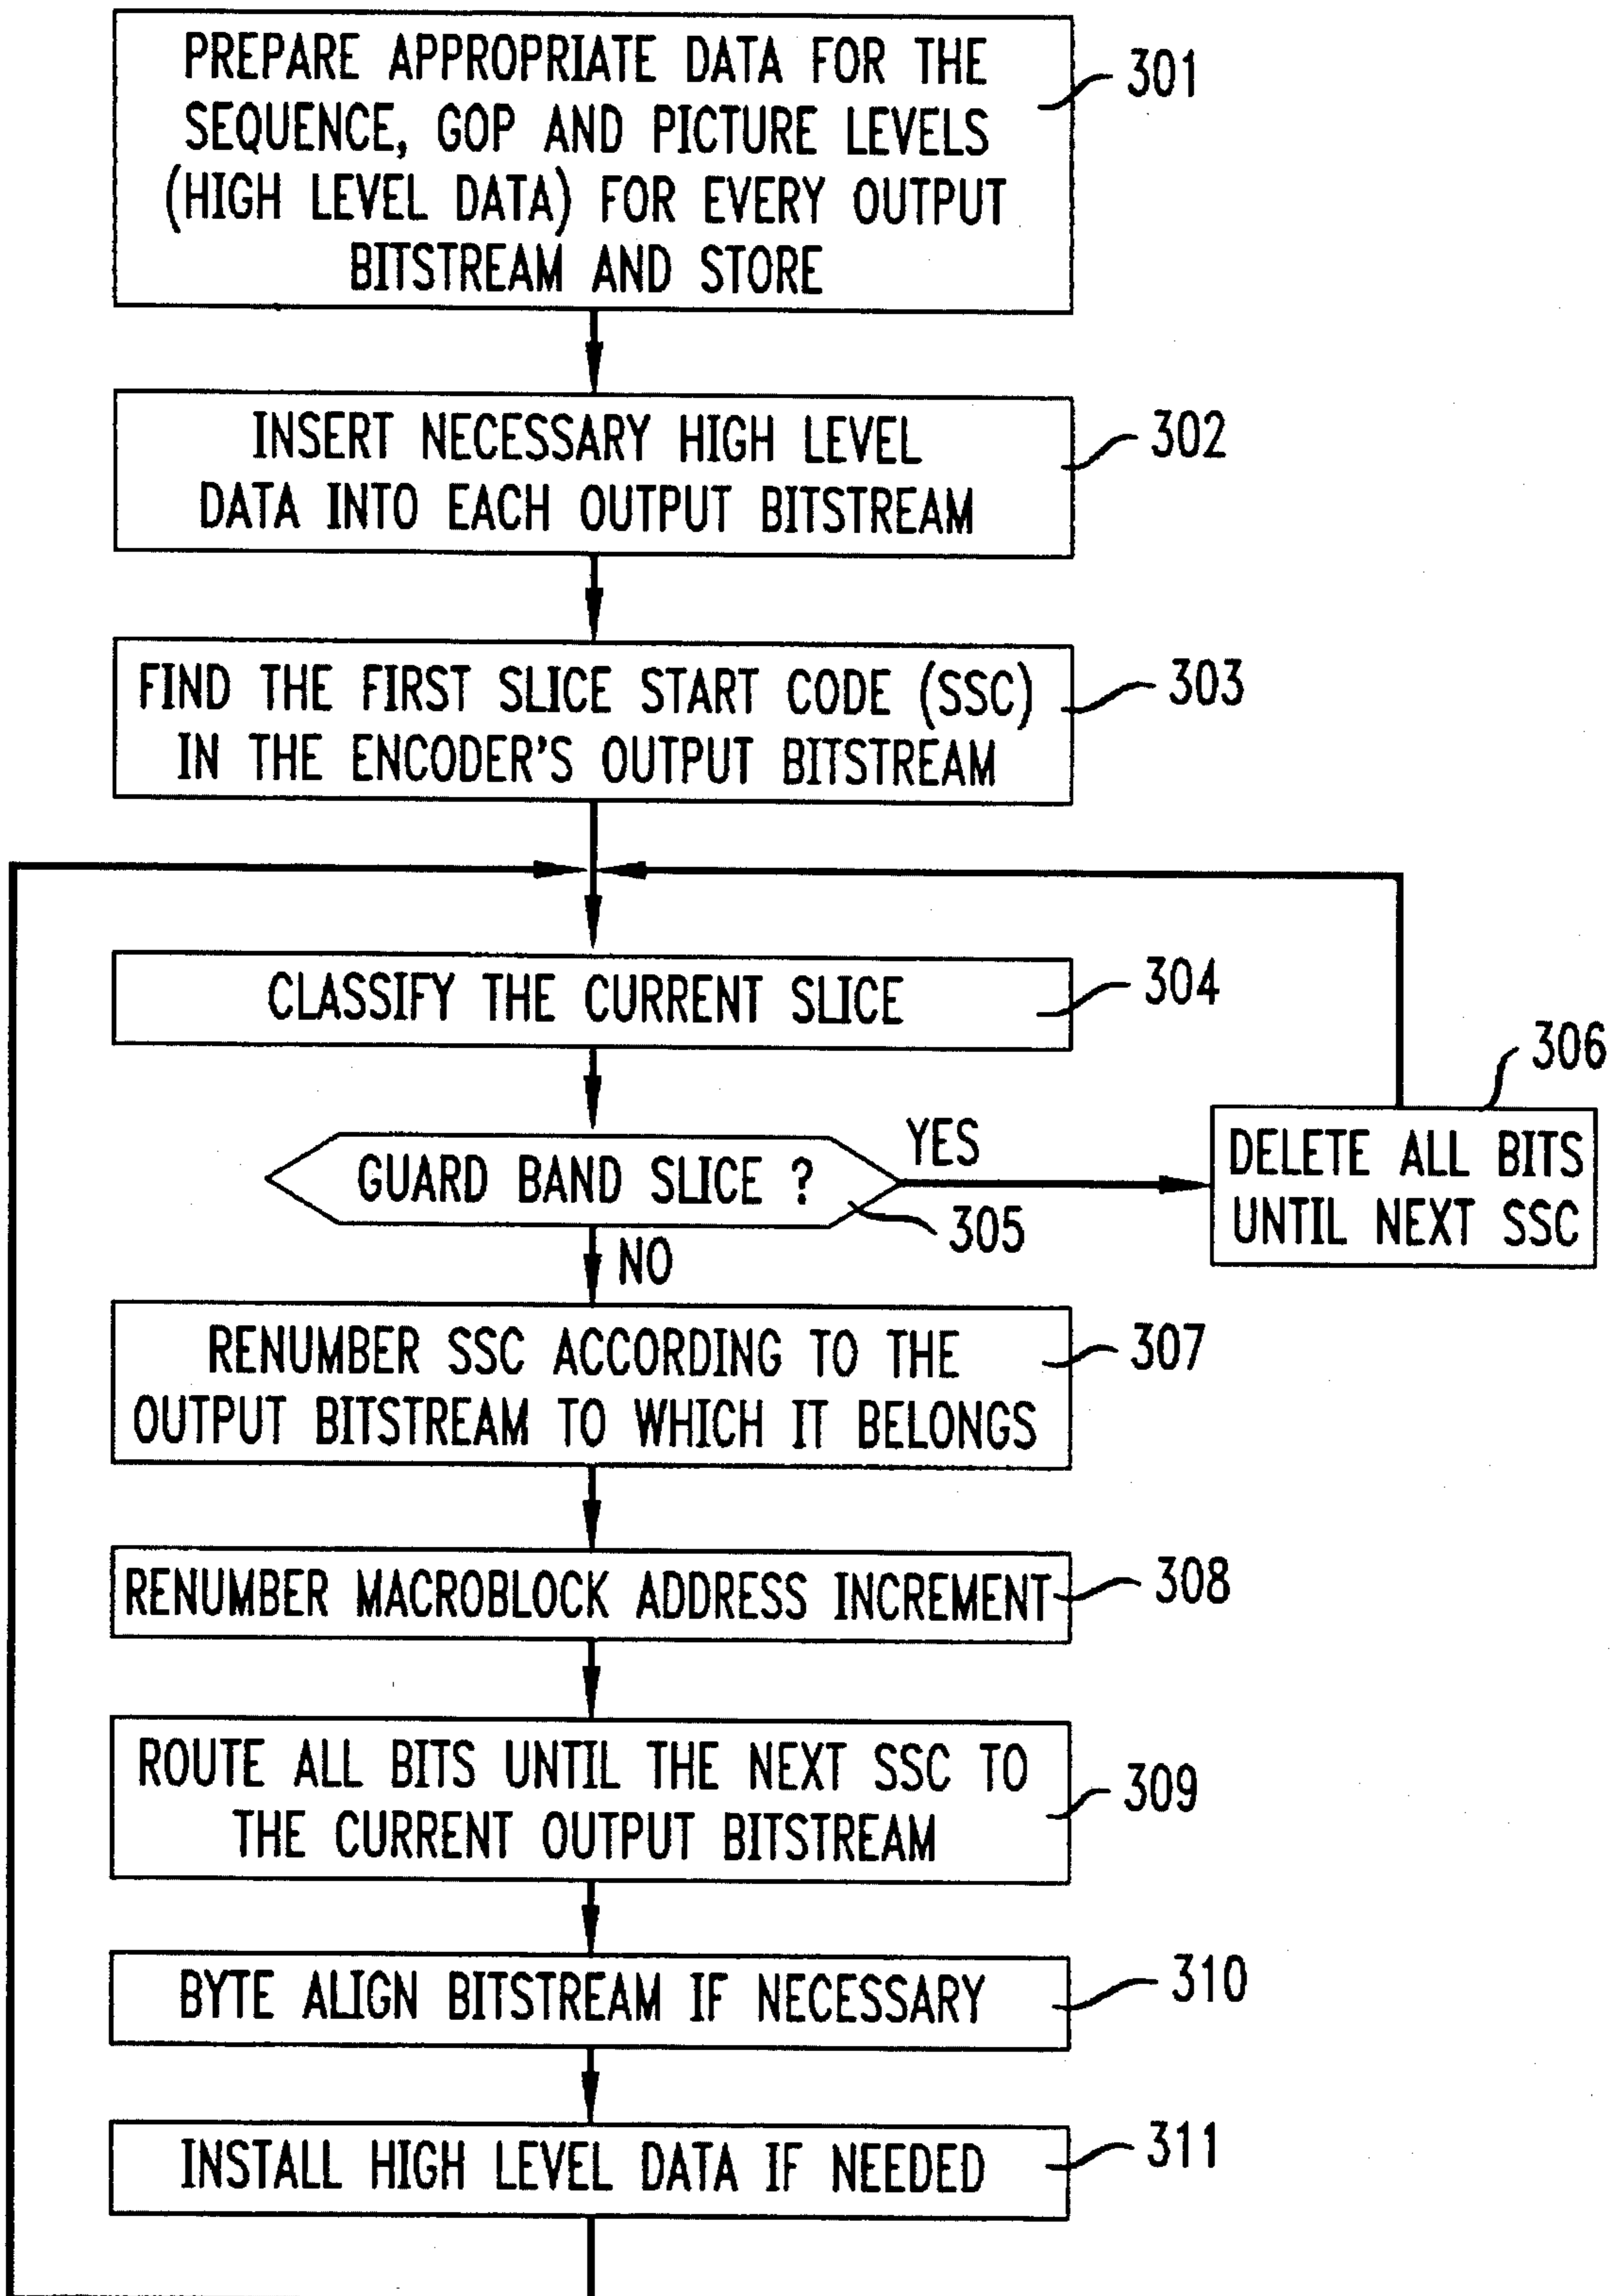 PREPARE APPROPRIATE DATA FOR THE
SEQUENCE, GOP AND PICTURE LEVELS
(HIGH LEVEL DATA) FOR EVERY OUTPUT
BITSTREAM AND STORE
301
INSERT NECESSARY HIGH LEVEL
DATA INTO EACH OUTPUT BITSTREAM
302
FIND THE FIRST SLICE START CODE (SSC)
IN THE ENCODER'S OUTPUT BITSTREAM
303
CLASSIFY THE CURRENT SLICE
304
GUARD BAND SLICE ?
305
YES
NO
DELETE ALL BITS
UNTIL NEXT SSC
306
RENUMBER SSC ACCORDING TO THE
OUTPUT BITSTREAM TO WHICH IT BELONGS
307
RENUMBER MACROBLOCK ADDRESS INCREMENT
308
ROUTE ALL BITS UNTIL THE NEXT SSC TO
THE CURRENT OUTPUT BITSTREAM
309
BYTE ALIGN BITSTREAM IF NECESSARY
310
INSTALL HIGH LEVEL DATA IF NEEDED
311